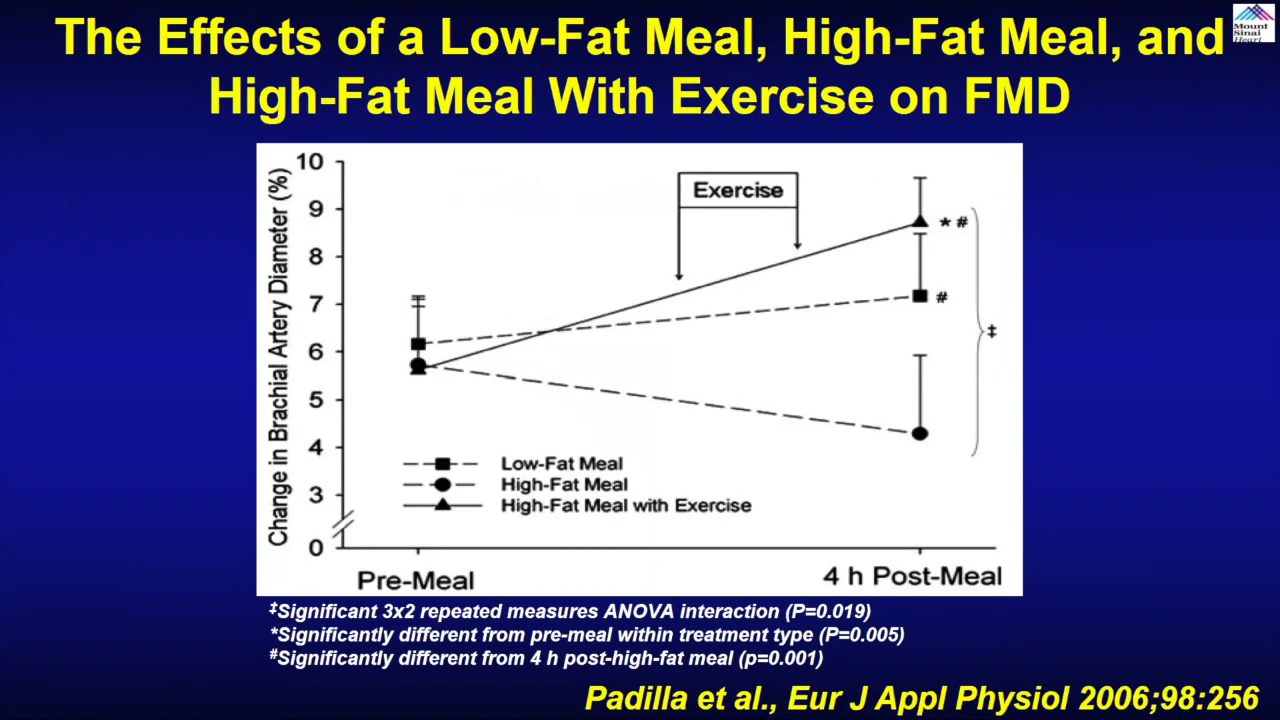 The Effects of a Low-Fat Meal, High-Fat Meal, and
High-Fat Meal With Exercise on FMD
Mount
Sinai
Heart
Change in Brachial Artery Diameter (%)
10
9
8
7
6
5
4
3
0
Exercise
* #
#
‡
Low-Fat Meal
High-Fat Meal
High-Fat Meal with Exercise
Pre-Meal
4 h Post-Meal
‡Significant 3x2 repeated measures ANOVA interaction (P=0.019)
*Significantly different from pre-meal within treatment type (P=0.005)
#Significantly different from 4 h post-high-fat meal (p=0.001)
Padilla et al., Eur J Appl Physiol 2006;98:256